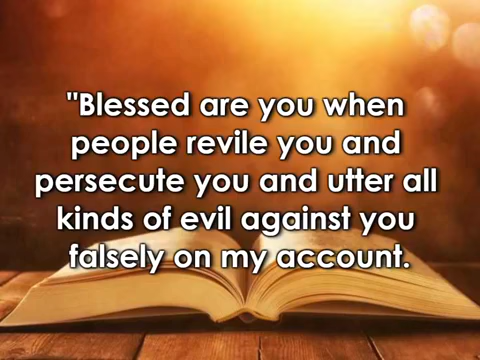 "Blessed are you when
people revile you and
persecute you and utter all
kinds of evil against you
falsely on my account.